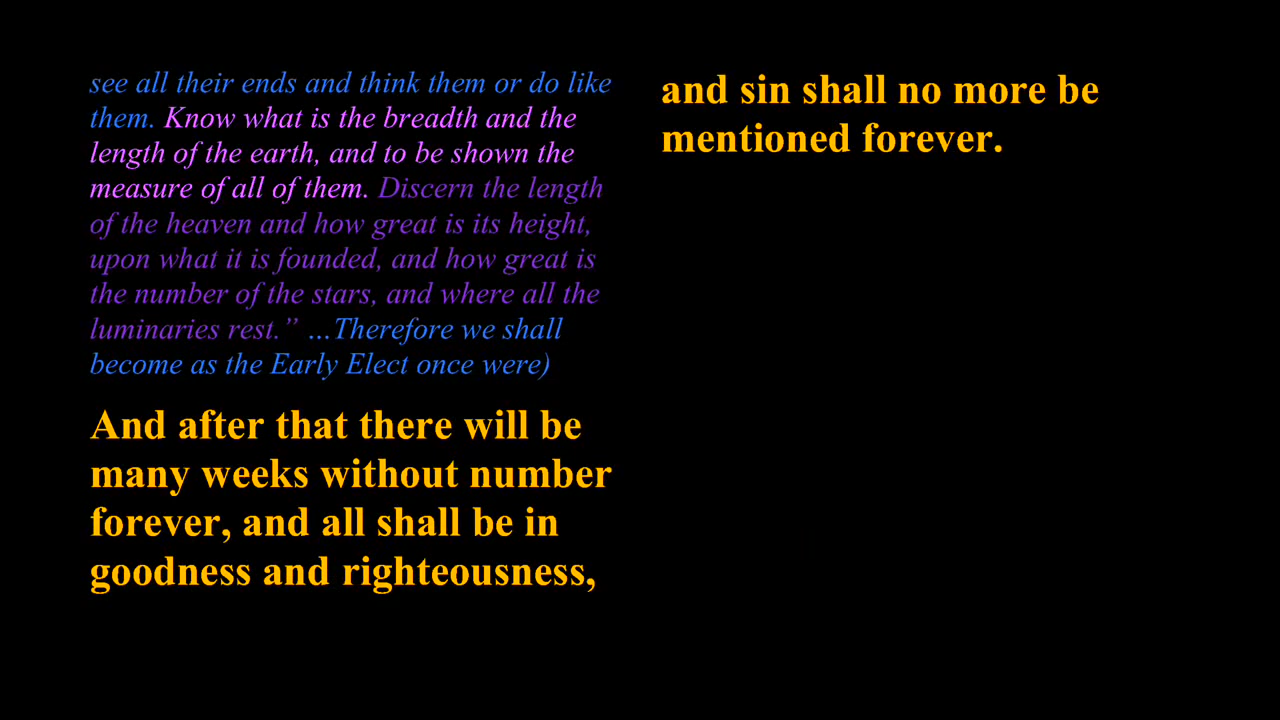 see all their ends and think them or do like
them. Know what is the breadth and the
length of the earth, and to be shown the
measure of all of them. Discern the length
of the heaven and how great is its height,
upon what it is founded, and how great is
the number of the stars, and where all the
luminaries rest.” …Therefore we shall
become as the Early Elect once were)
And after that there will be
many weeks without number
forever, and all shall be in
goodness and righteousness,
and sin shall no more be
mentioned forever.